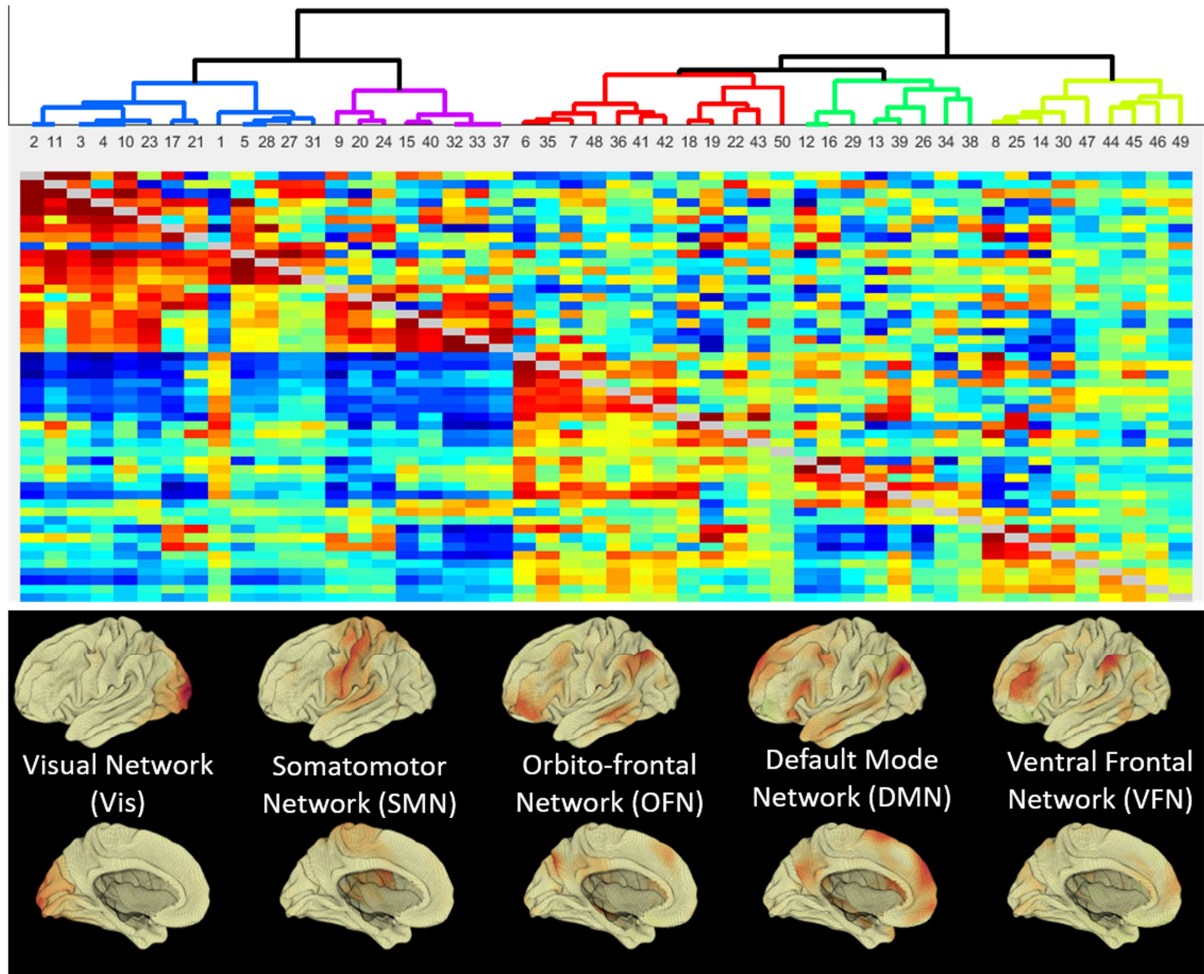 2 11 3 4 10 23 17 21 1 5 28 27 31 9 20 24 15 40 32 33 37 6 35 7 48 36 41 42 18 19 22 43 50 12 16 29 13 39 26 34 38 8 25 14 30 47 44 45 46 49
Visual Network (Vis)
Somatomotor Network (SMN)
Orbito-frontal Network (OFN)
Default Mode Network (DMN)
Ventral Frontal Network (VFN)